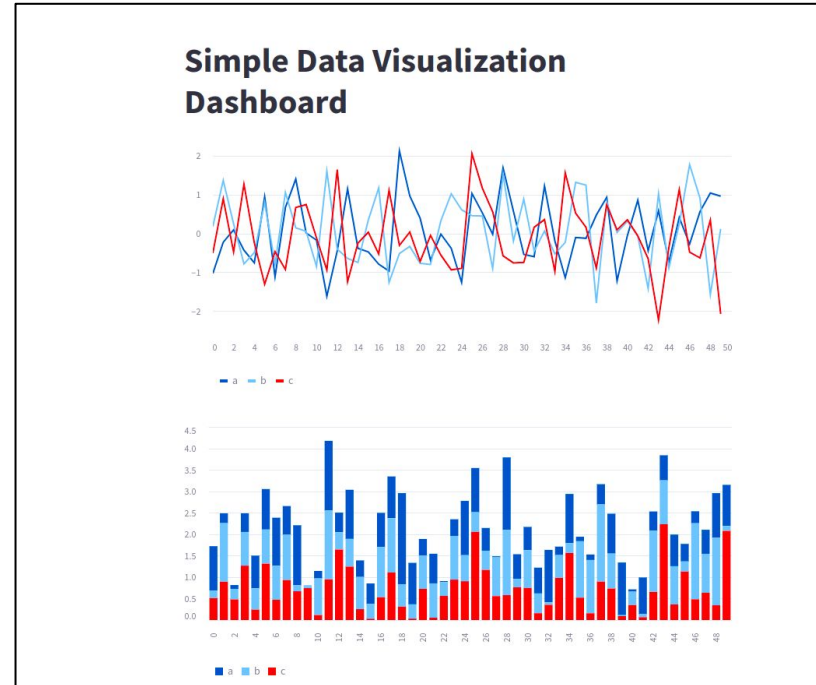 Simple Data Visualization
Dashboard
2
1
0
−1
−2
0 2 4 6 8 10 12 14 16 18 20 22 24 26 28 30 32 34 36 38 40 42 44 46 48 50
a b c
4.5
4.0
3.5
3.0
2.5
2.0
1.5
1.0
0.5
0.0
0 2 4 6 8 10 12 14 16 18 20 22 24 26 28 30 32 34 36 38 40 42 44 46 48
a b c